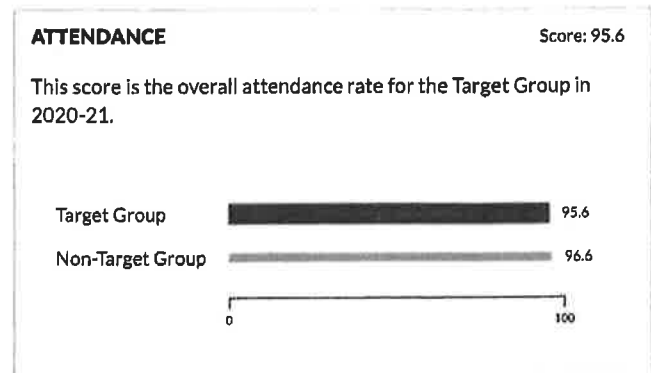 ATTENDANCE Score: 95.6
This score is the overall attendance rate for the Target Group in
2020-21.
Target Group 95.6
Non-Target Group 96.6
0 100